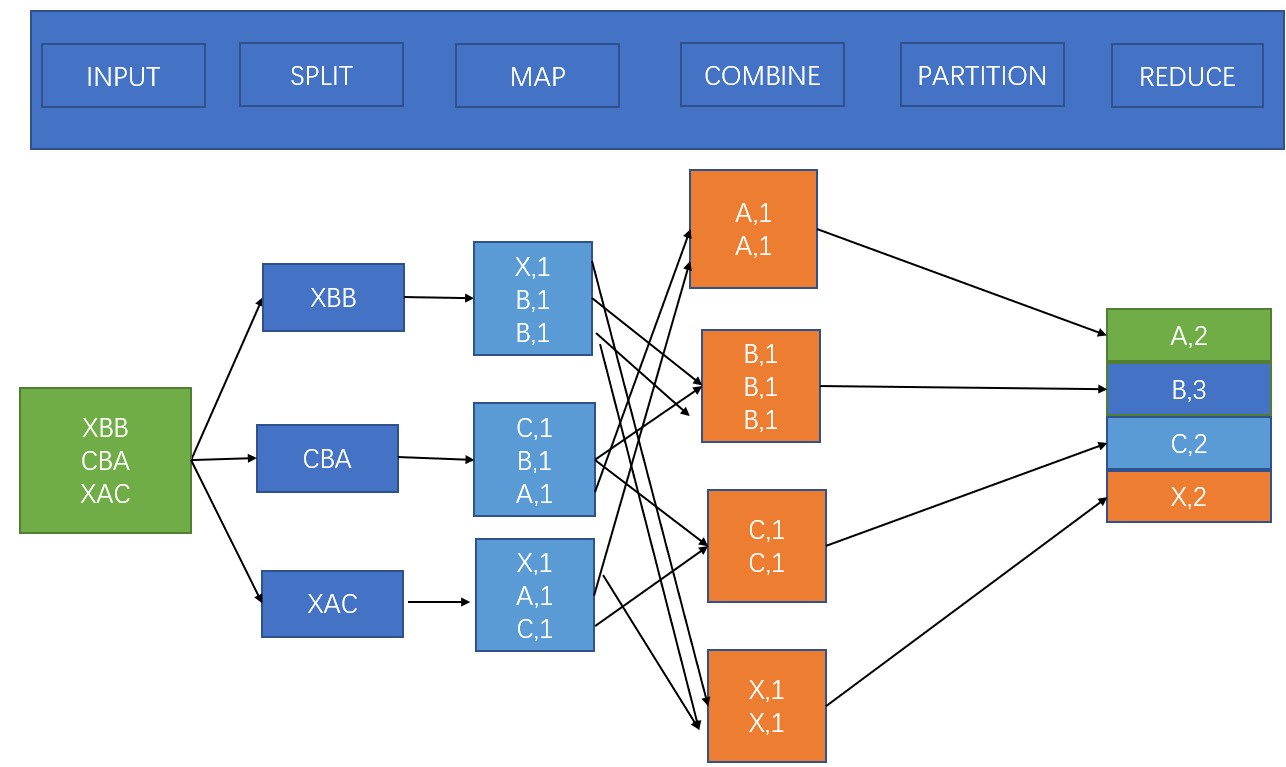 INPUT
SPLIT
MAP
COMBINE
PARTITION
REDUCE
XBB
CBA
XAC
XBB
CBA
XAC
X,1
B,1
B,1
C,1
B,1
A,1
X,1
A,1
C,1
A,1
A,1
B,1
B,1
B,1
C,1
C,1
X,1
X,1
A,2
B,3
C,2
X,2